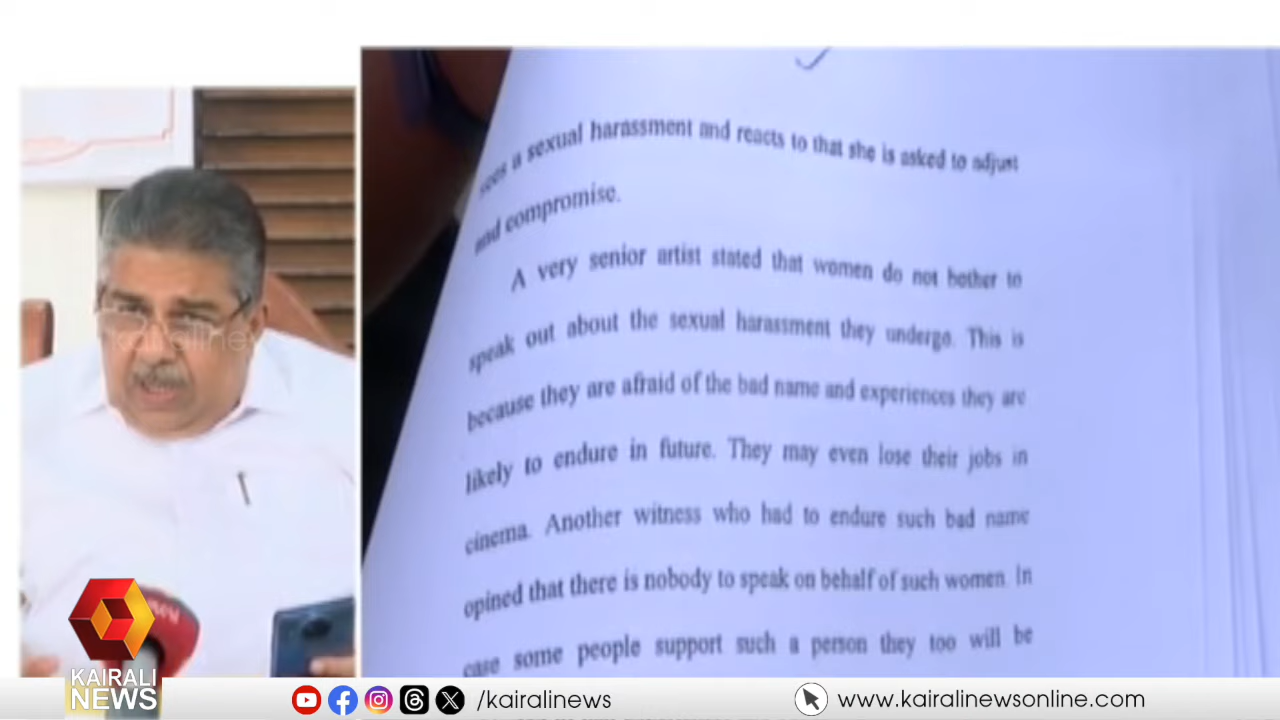 sees a sexual harassment and reacts to that she is asked to adjust
and compromise.
A very senior artist stated that women do not bother to
speak out about the sexual harassment they undergo. This is
because they are afraid of the bad name and experiences they are
likely to endure in future. They may even lose their jobs in
cinema. Another witness who had to endure such bad name
opined that there is nobody to speak on behalf of such women. In
case some people support such a person they too will be
kairalinews
KAIRALI
NEWS
/kairalinews
www.kairalinewsonline.com